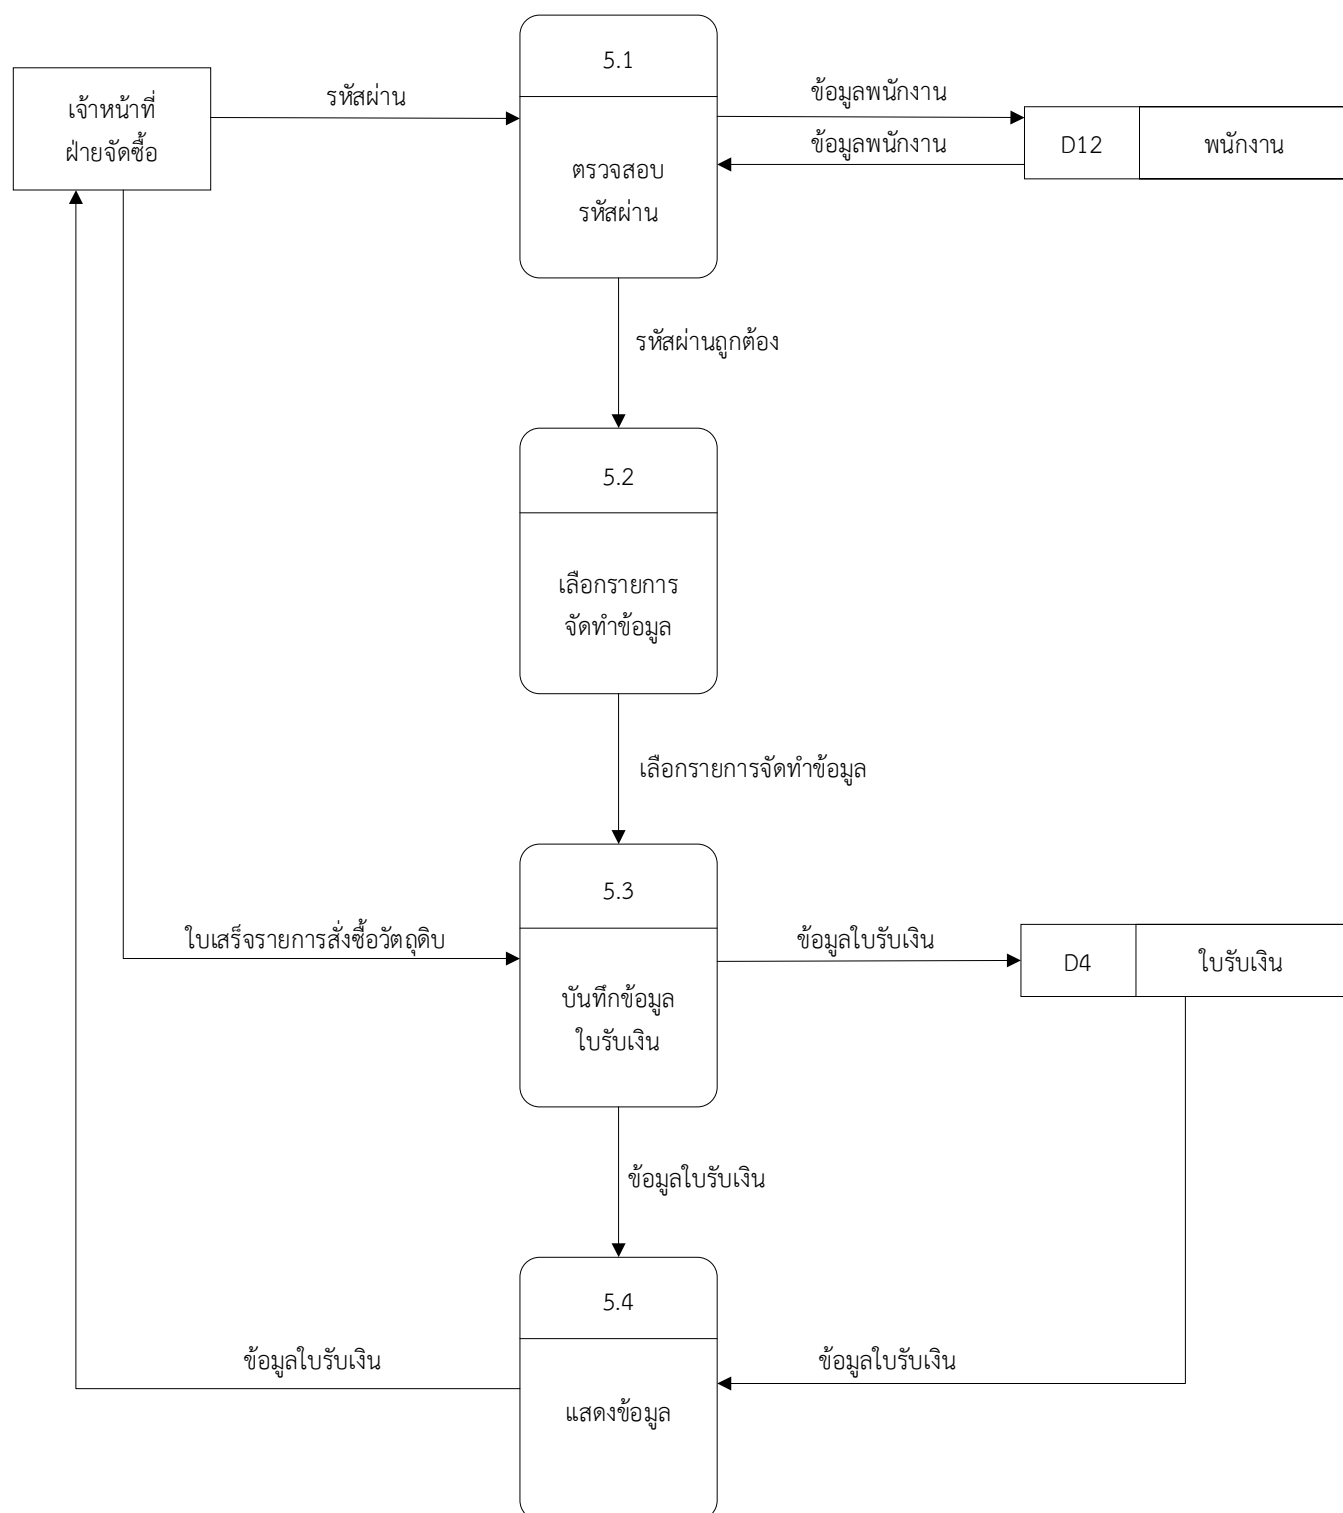 5.1
เจ้าหน้าที่
ฝ่ายจัดซื้อ
รหัสผ่าน
ตรวจสอบ
รหัสผ่าน
ข้อมูลพนักงาน
ข้อมูลพนักงาน
D12
พนักงาน
รหัสผ่านถูกต้อง
5.2
เลือกรายการ
จัดทำข้อมูล
เลือกรายการจัดทำข้อมูล
5.3
ใบเสร็จรายการสั่งซื้อวัตถุดิบ
บันทึกข้อมูล
ใบรับเงิน
ข้อมูลใบรับเงิน
D4
ใบรับเงิน
ข้อมูลใบรับเงิน
5.4
ข้อมูลใบรับเงิน
แสดงข้อมูล
ข้อมูลใบรับเงิน